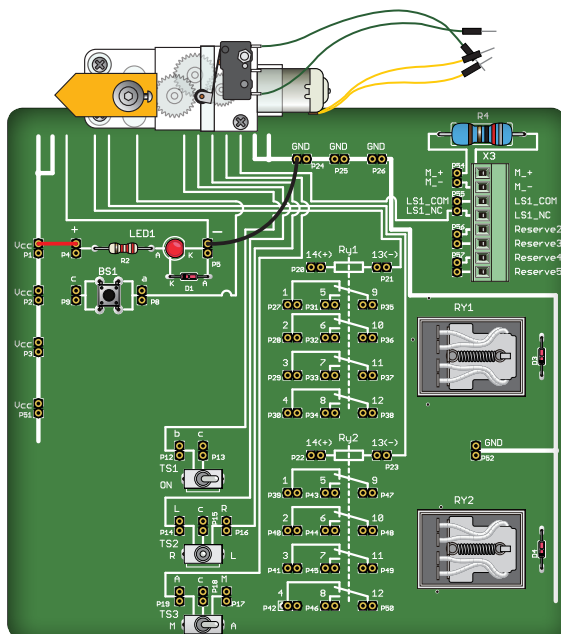 GND GND GND
P24 P25 P26
R4
X3
P54 M_+ M_+
M_- M_-
P55 LS1_COM LS1_COM
LS1_NC LS1_NC
P56 Reserve2 
Reserve3
P57 Reserve4
Reserve5
Vcc + LED1 −
P1 P4 R2 A K P5
K D1 A
BS1
Vcc c a
P2 P9 P8
Vcc
P3
Vcc
P51
14(+) Ry1 13(-)
P20 P21
1 5 9
P27 P31 P35
2 6 10
P28 P32 P36
3 7 11
P29 P33 P37
4 8 12
P30 P34 P38
RY1
D3
14(+) Ry2 13(-)
P22 P23
1 5 9
P39 P43 P47
2 6 10
P40 P44 P48
3 7 11
P41 P45 P49
4 8 12
P42 P46 P50
GND
P52
RY2
D4
b c
P12 P13
TS1
ON
L c R
P14 P15 P16
TS2
R L
A c M
P19 P18 P17
TS3
M A